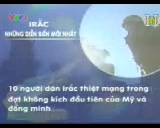 VTV1
IRẮC
NHỮNG DIỄN BIẾN MỚI NHẤT
10 người dân Irắc thiệt mạng trong
đợt không kích đầu tiên của Mỹ và
đồng minh